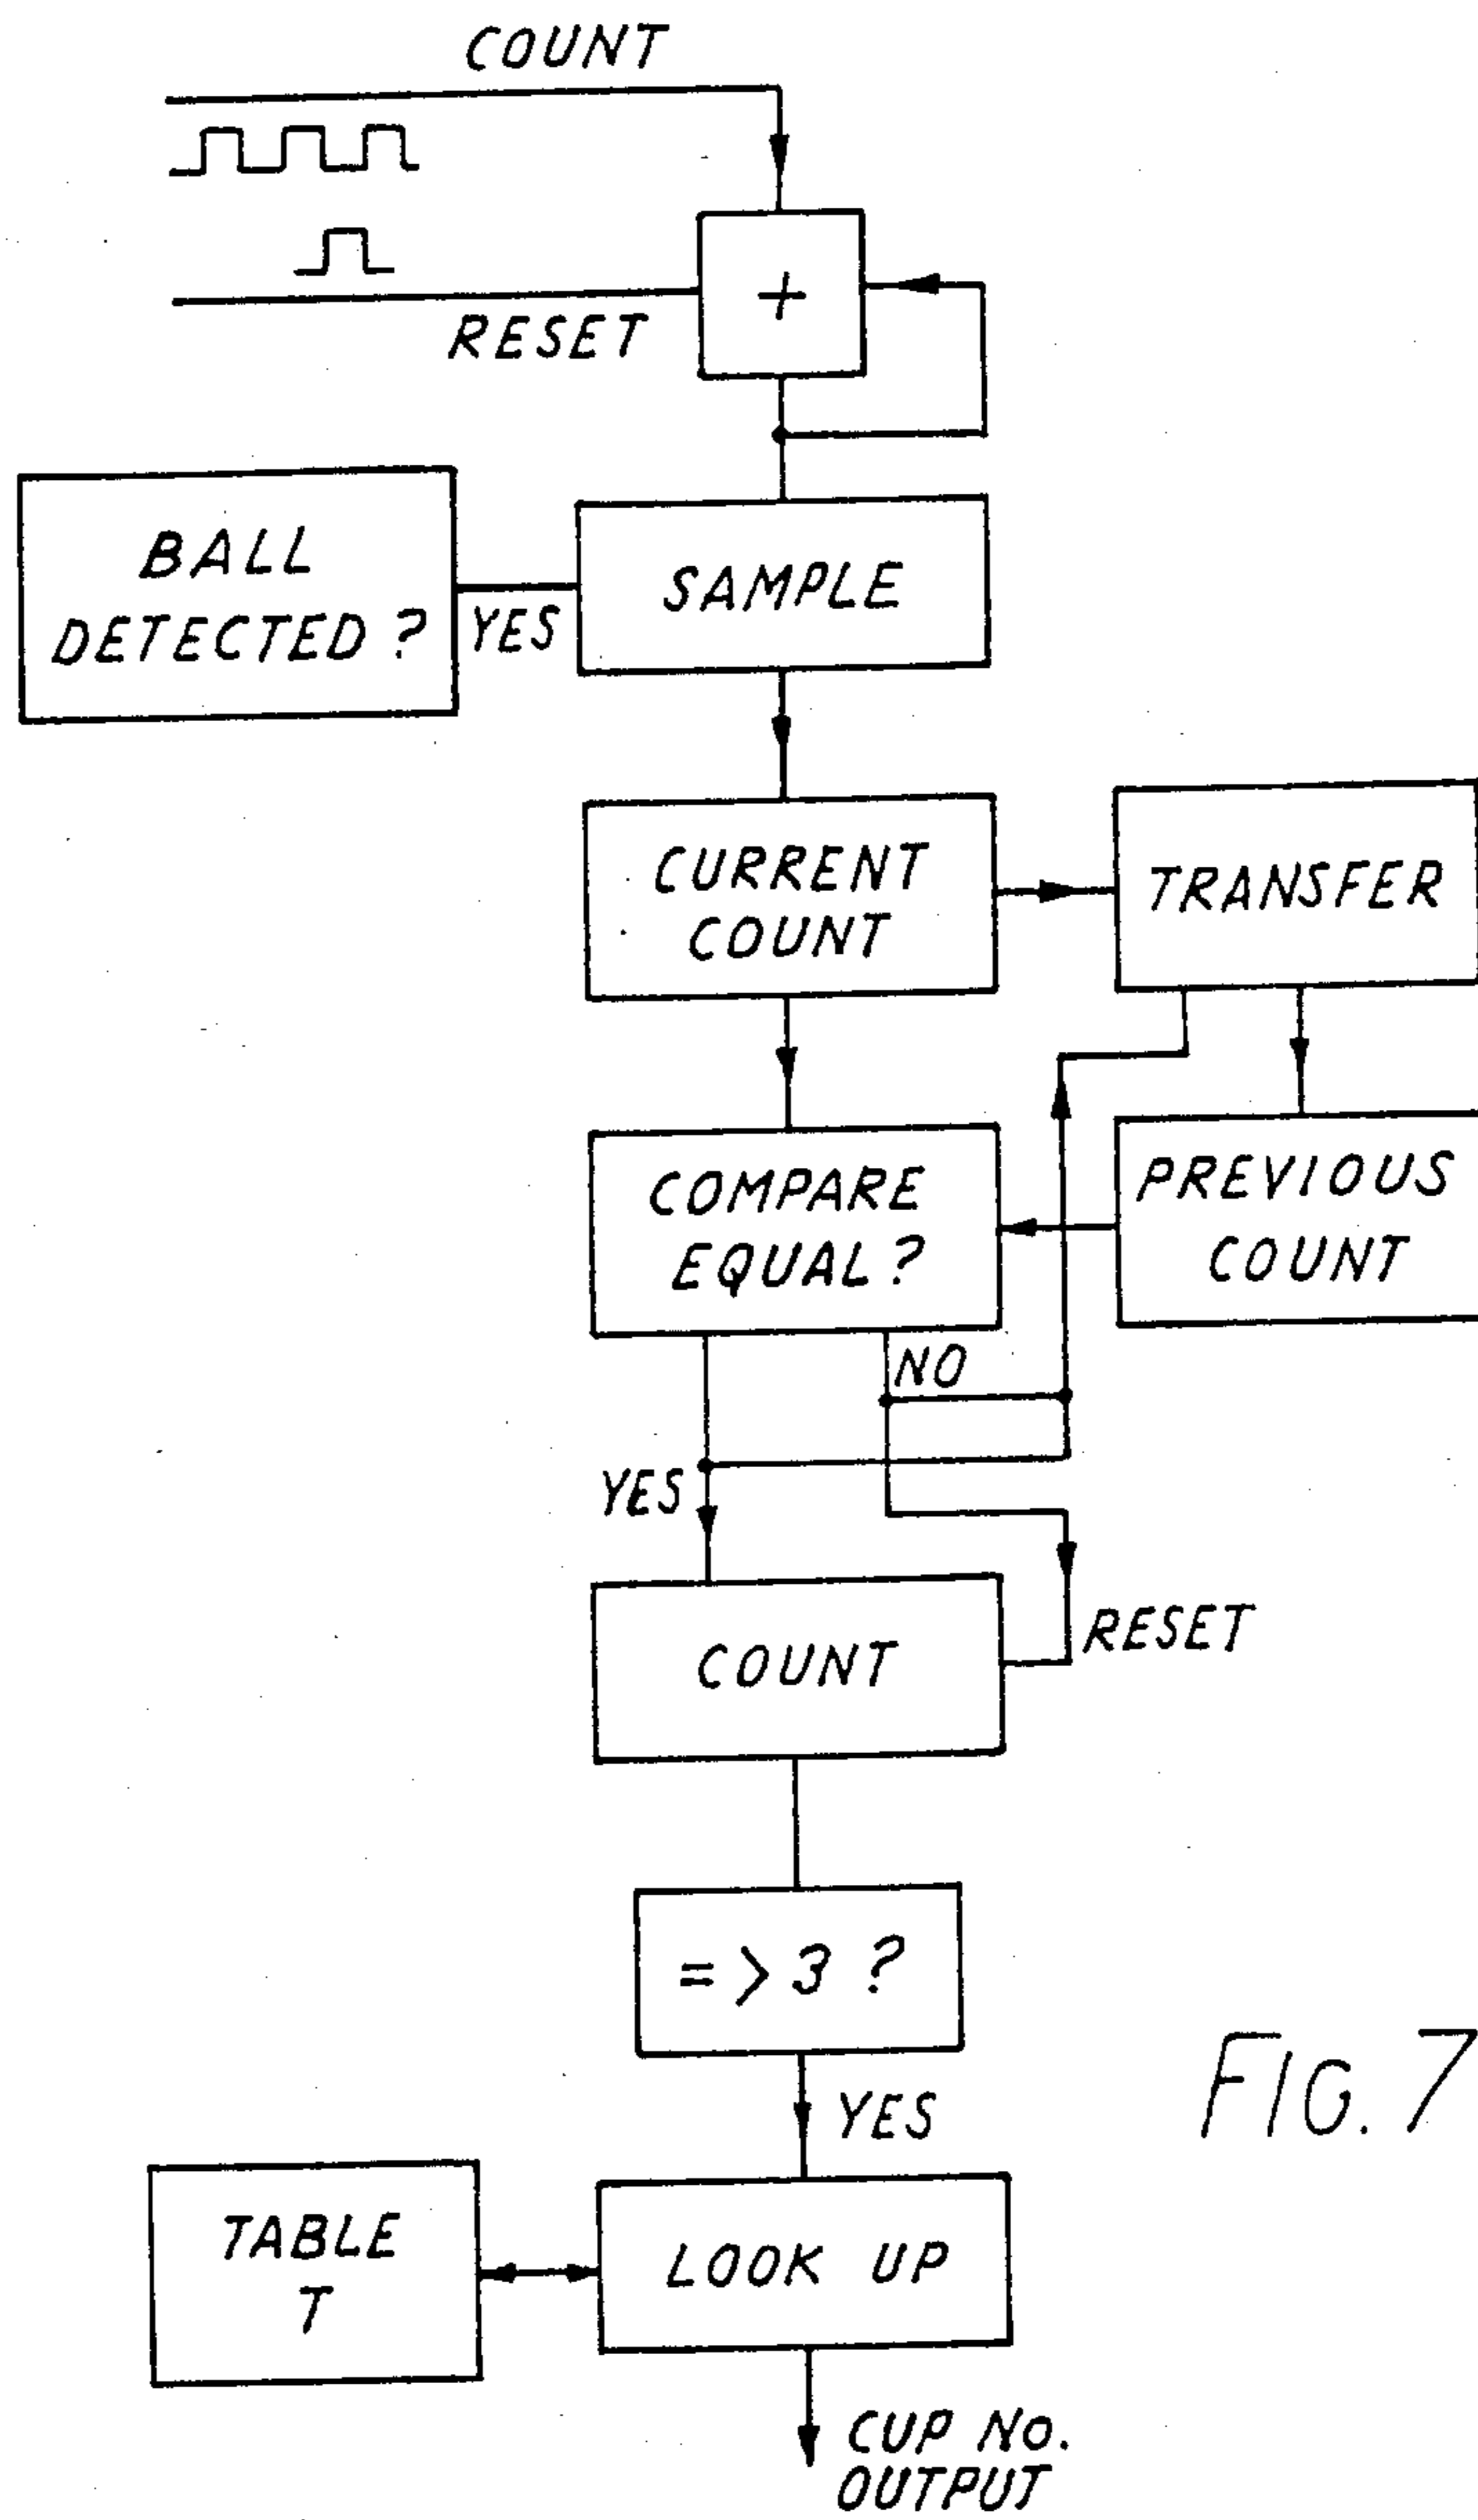 COUNT
+
RESET
BALL
DETECTED ?
YES
SAMPLE
CURRENT
COUNT
TRANSFER
COMPARE
EQUAL ?
PREVIOUS
COUNT
NO
YES
COUNT
RESET
=> 3 ?
YES
FIG. 7
TABLE
T
LOOK UP
CUP NO.
OUTPUT